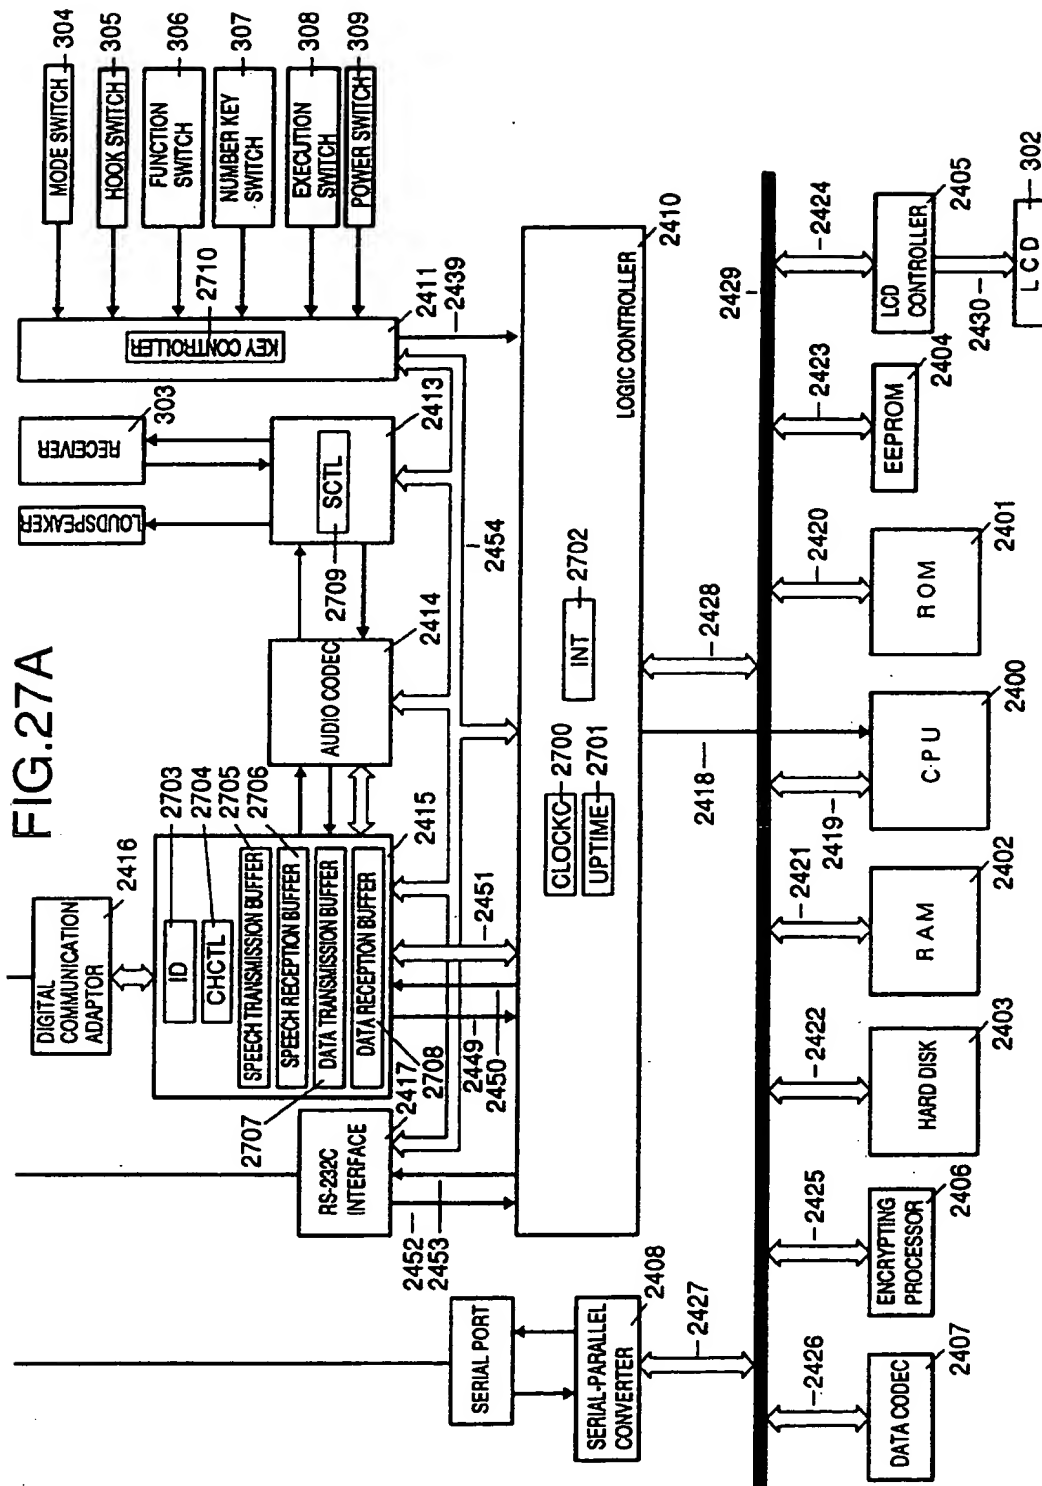 FIG.27A
DIGITAL
COMMUNICATION
ADAPTOR
2416
ID
2703
CHCTL
2704
SPEECH TRANSMISSION BUFFER
2705
SPEECH RECEPTION BUFFER
2706
DATA TRANSMISSION BUFFER
2707
DATA RECEPTION BUFFER
2708
2415
RS-232C
INTERFACE
2417
2449
2450
2451
2452
2453
2454
AUDIO CODEC
2414
LOUDSPEAKER
RECEIVER
303
SCTL
2709
2413
KEY CONTROLLER
2710
2411
2439
MODE SWITCH
304
HOOK SWITCH
305
FUNCTION
SWITCH
306
NUMBER KEY
SWITCH
307
EXECUTION
SWITCH
308
POWER SWITCH
309
LOGIC CONTROLLER
2410
CLOCKC
2700
UPTIME
2701
INT
2702
SERIAL PORT
SERIAL-PARALLEL
CONVERTER
2408
2427
2418
2428
2429
2426
2425
2422
2421
2419
2420
2423
2424
DATA CODEC
2407
ENCRYPTING
PROCESSOR
2406
HARD DISK
2403
RAM
2402
C·PU
2400
ROM
2401
EEPROM
2404
LCD
CONTROLLER
2405
2430
LCD
302